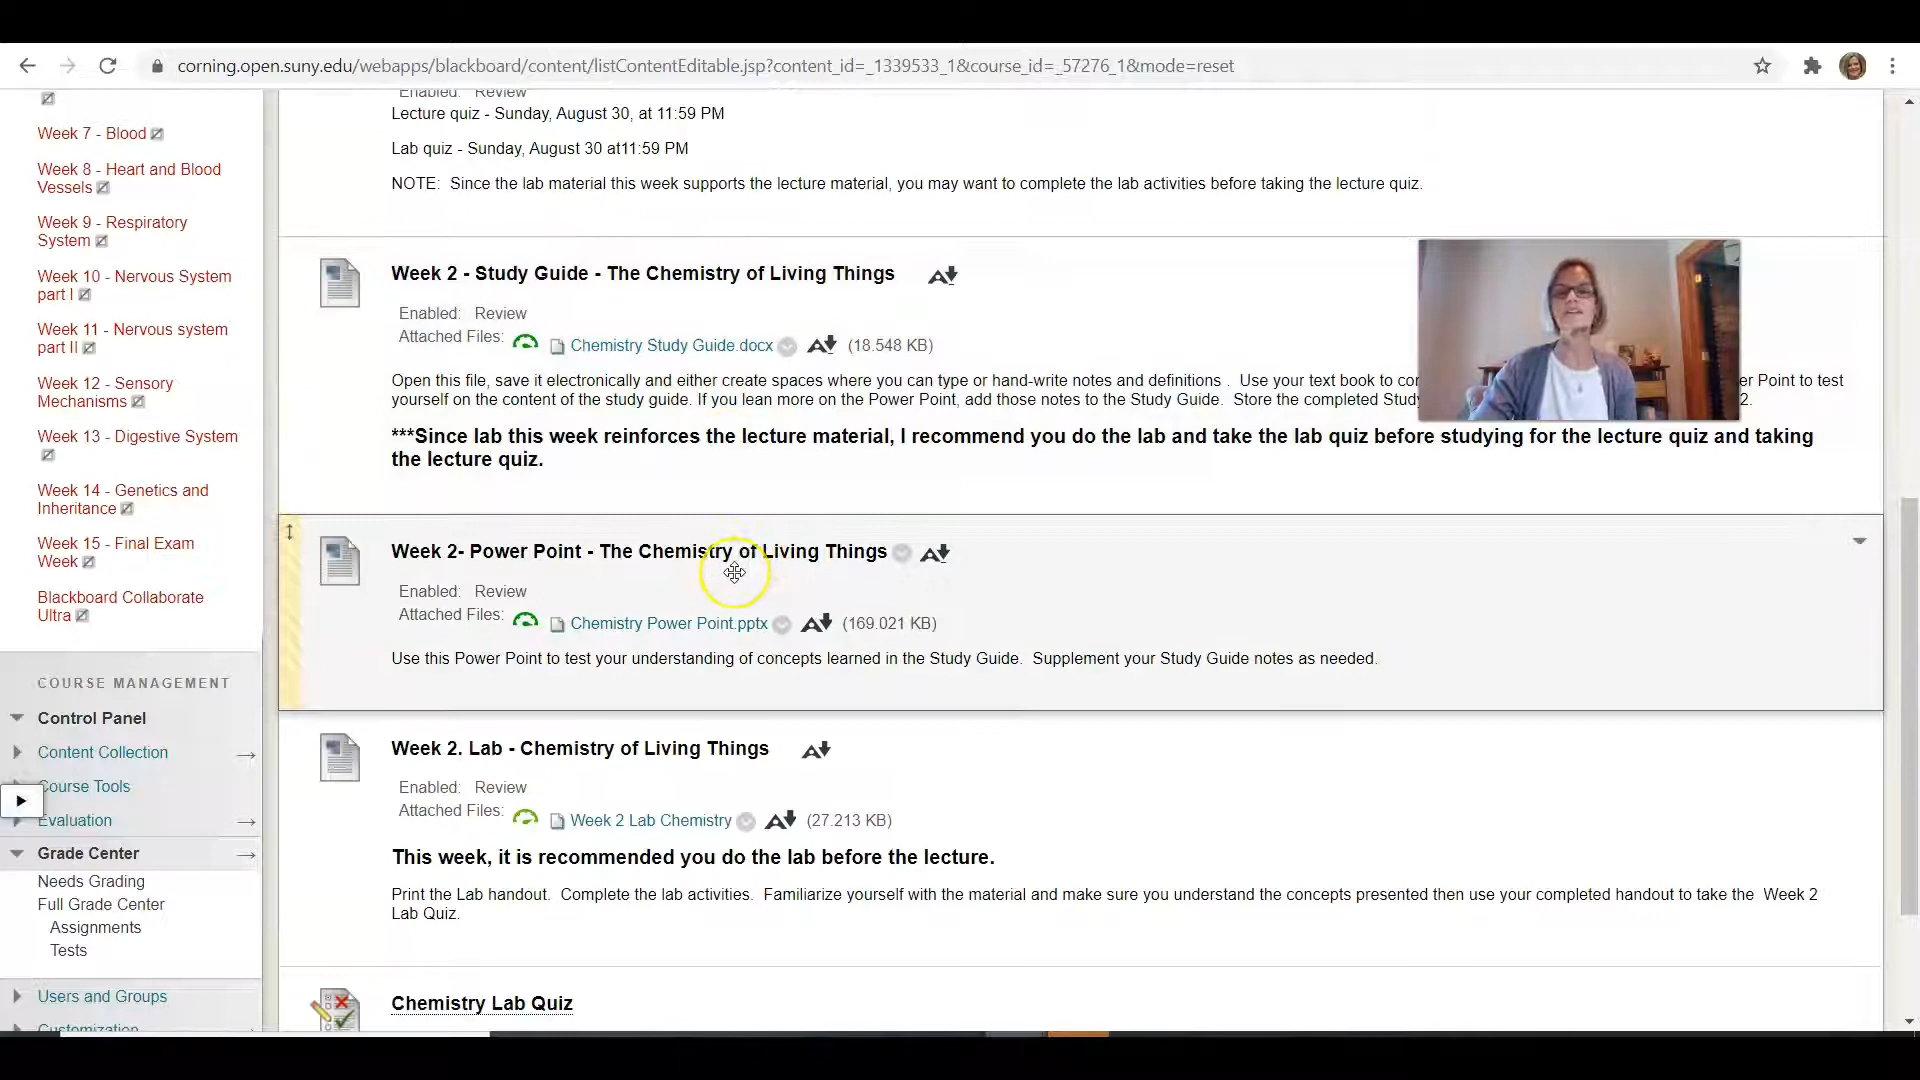 corning.open.suny.edu/webapps/blackboard/content/listContentEditable.jsp?content_id=_1339533_1&course_id=_57276_1&mode=reset
Week 7 - Blood
Week 8 - Heart and Blood
Vessels
Week 9 - Respiratory
System
Week 10 - Nervous System
part I
Week 11 - Nervous system
part II
Week 12 - Sensory
Mechanisms
Week 13 - Digestive System
Week 14 - Genetics and
Inheritance
Week 15 - Final Exam
Week
Blackboard Collaborate
Ultra
COURSE MANAGEMENT
Control Panel
Content Collection
Course Tools
Evaluation
Grade Center
Needs Grading
Full Grade Center
Assignments
Tests
Users and Groups
Customization
Enabled: Review
Lecture quiz - Sunday, August 30, at 11:59 PM
Lab quiz - Sunday, August 30 at11:59 PM
NOTE: Since the lab material this week supports the lecture material, you may want to complete the lab activities before taking the lecture quiz.
Week 2 - Study Guide - The Chemistry of Living Things
Enabled: Review
Attached Files: Chemistry Study Guide.docx (18.548 KB)
Open this file, save it electronically and either create spaces where you can type or hand-write notes and definitions . Use your text book to er Point to test
yourself on the content of the study guide. If you lean more on the Power Point, add those notes to the Study Guide. Store the completed 2.
***Since lab this week reinforces the lecture material, I recommend you do the lab and take the lab quiz before studying for the lecture quiz and taking
the lecture quiz.
Week 2- Power Point - The Chemistry of Living Things
Enabled: Review
Attached Files: Chemistry Power Point.pptx (169.021 KB)
Use this Power Point to test your understanding of concepts learned in the Study Guide. Supplement your Study Guide notes as needed.
Week 2. Lab - Chemistry of Living Things
Enabled: Review
Attached Files: Week 2 Lab Chemistry (27.213 KB)
This week, it is recommended you do the lab before the lecture.
Print the Lab handout. Complete the lab activities. Familiarize yourself with the material and make sure you understand the concepts presented then use your completed handout to take the Week 2
Lab Quiz.
Chemistry Lab Quiz